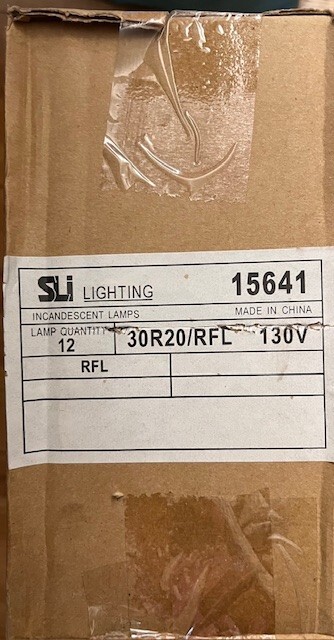 SLi LIGHTING 15641
INCANDESCENT LAMPS MADE IN CHINA
LAMP QUANTITY 30R20/RFL 130V
12
RFL